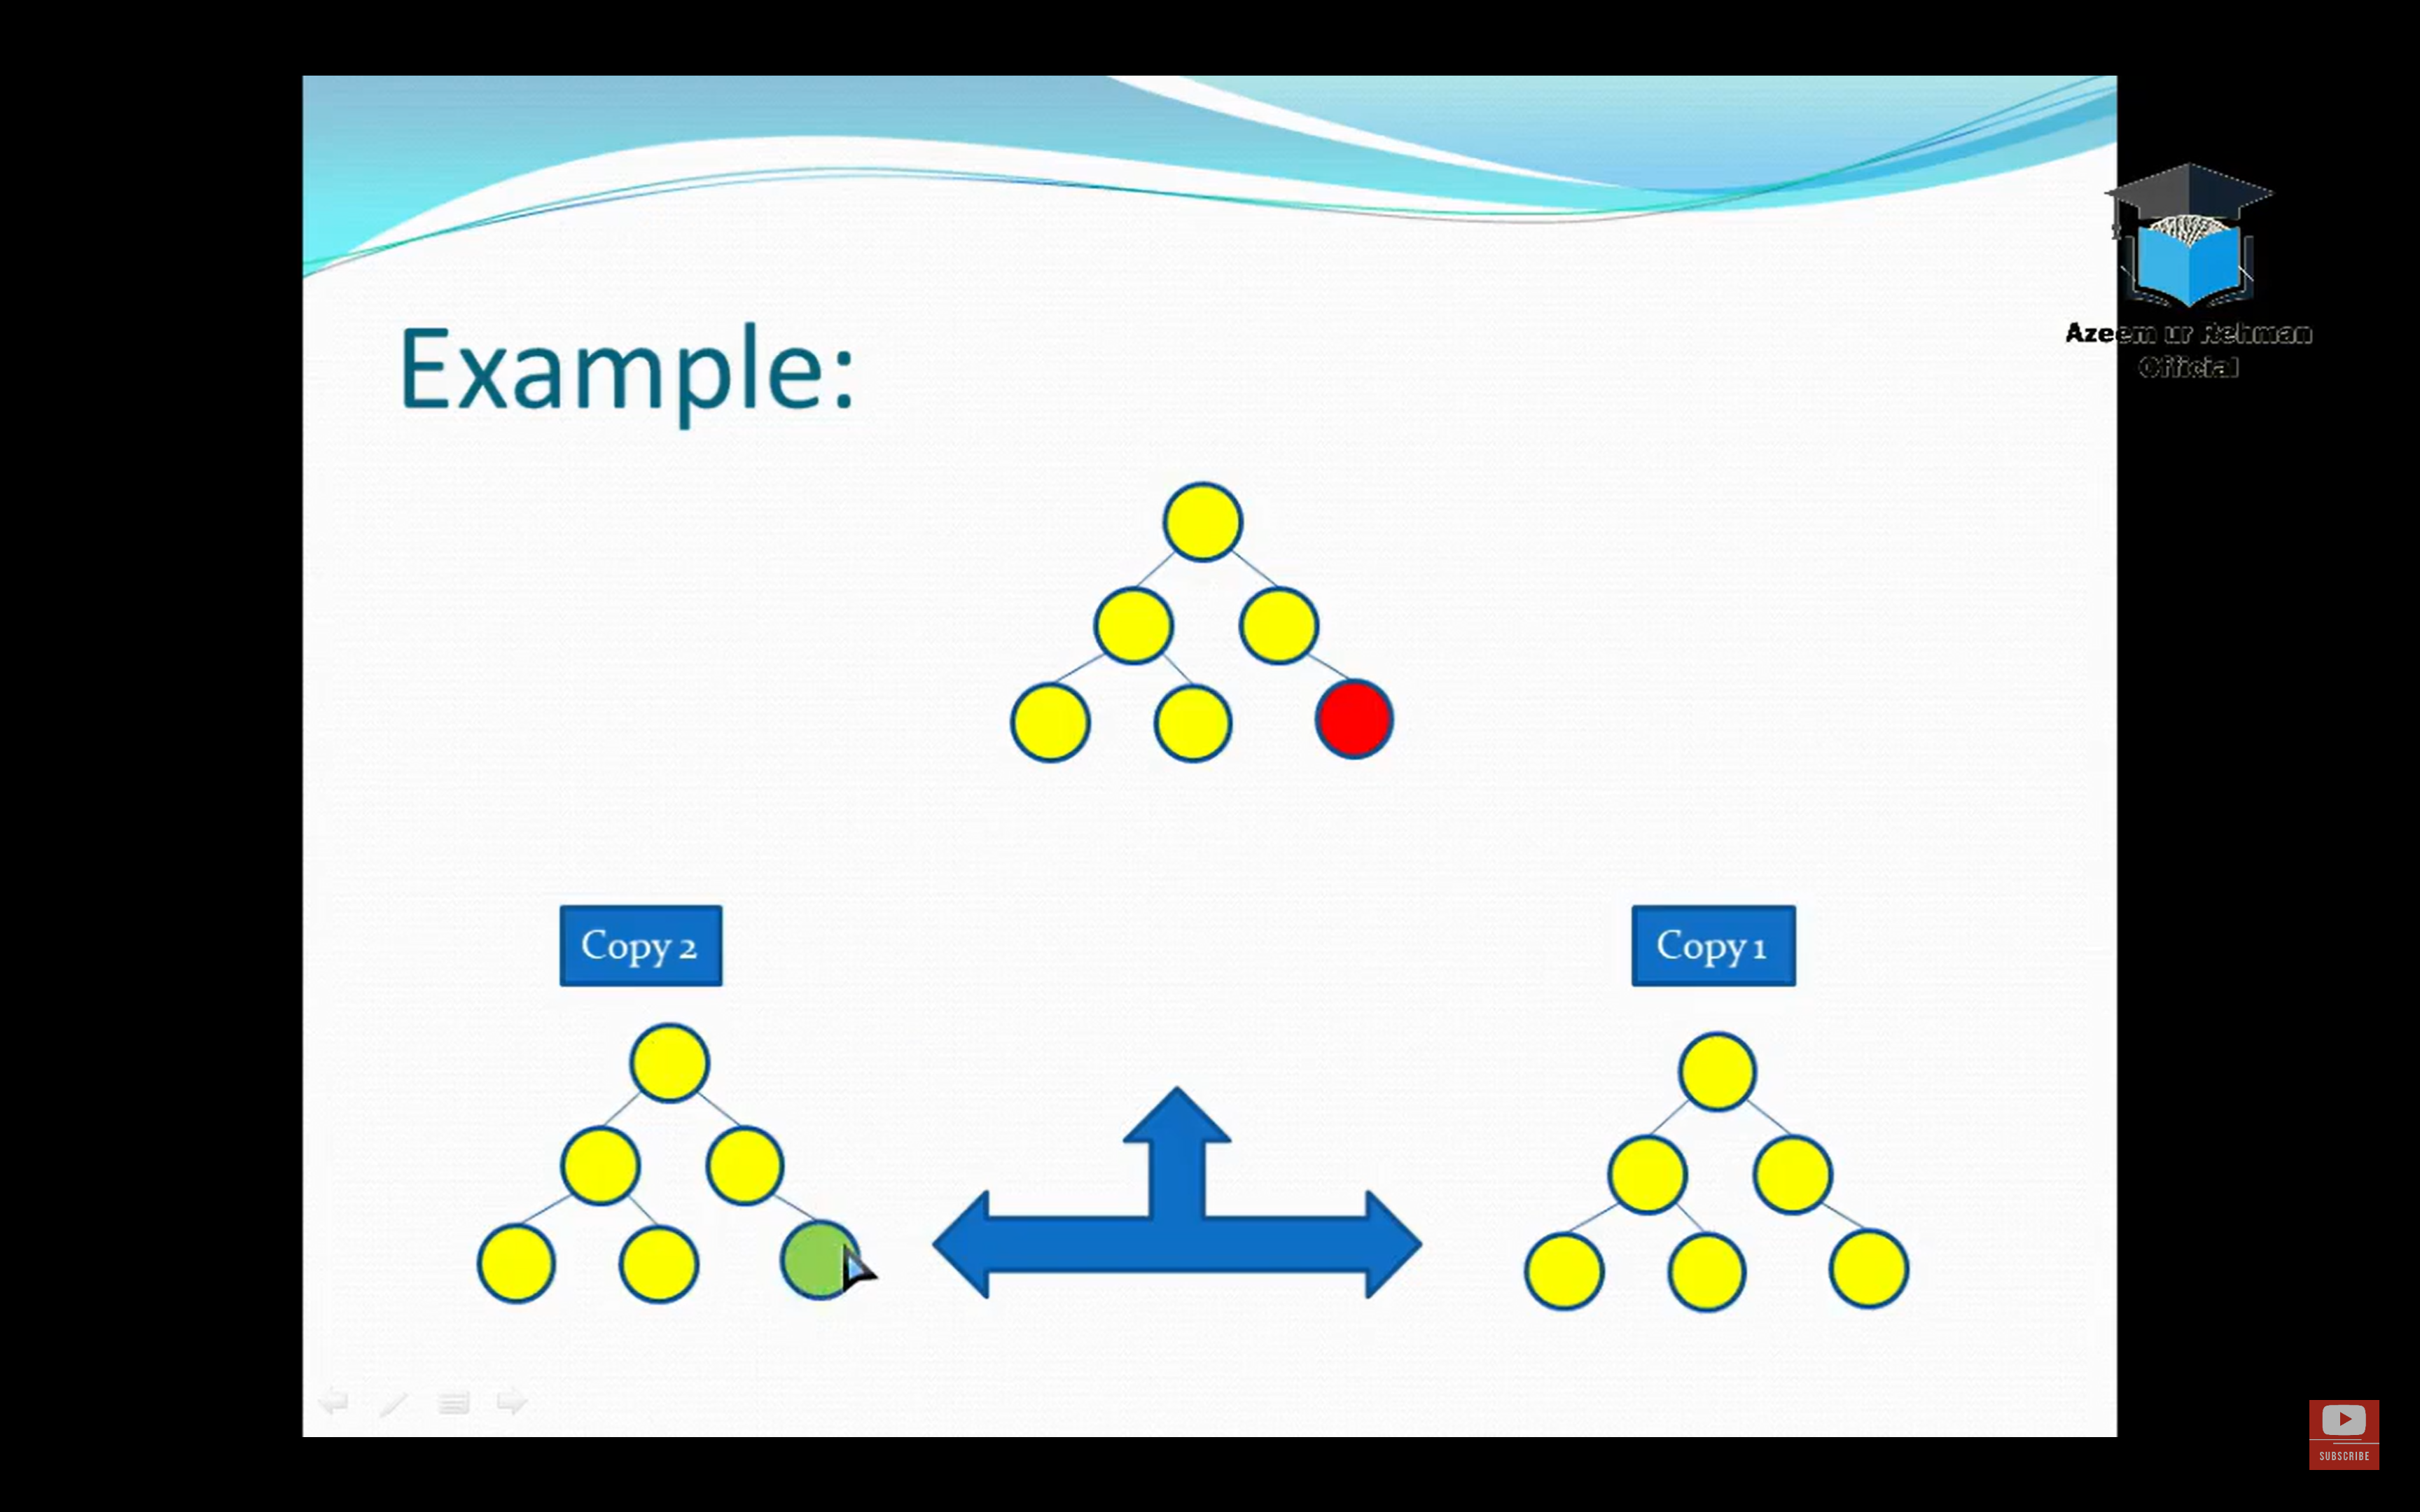 Example:
Azeem ur Rehman
Official
Copy 2
Copy 1
SUBSCRIBE